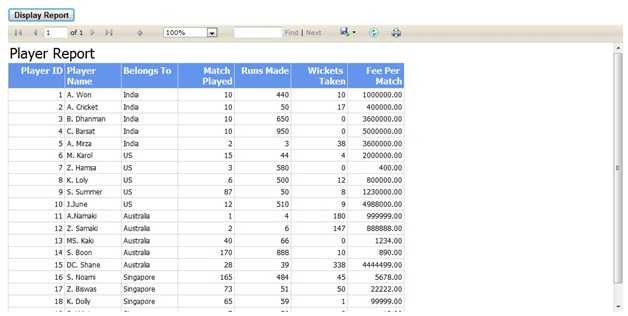 Display Report
1 of 1 100% Find | Next
Player Report
Player ID Player Name Belongs To Match Played Runs Made Wickets Taken Fee Per Match
1 A. Won India 10 440 10 1000000.00
2 A. Cricket India 10 50 17 400000.00
3 B. Dhanman India 10 650 0 3600000.00
4 C. Barsat India 10 950 0 5000000.00
5 A. Mirza India 2 3 38 3600000.00
6 M. Karol US 15 44 4 2000000.00
7 Z. Hamsa US 3 580 0 400.00
8 K. Loly US 6 500 12 800000.00
9 S. Summer US 87 50 8 1230000.00
10 J.June US 12 510 9 4988000.00
11 A.Namaki Australia 1 4 180 999999.00
12 Z. Samaki Australia 2 6 147 888888.00
13 MS. Kaki Australia 40 66 0 1234.00
14 S. Boon Australia 170 888 10 890.00
15 DC. Shane Australia 28 39 338 4444499.00
16 S. Noami Singapore 165 484 45 5678.00
17 Z. Biswas Singapore 73 51 50 22222.00
18 K. Dolly Singapore 65 59 1 99999.00